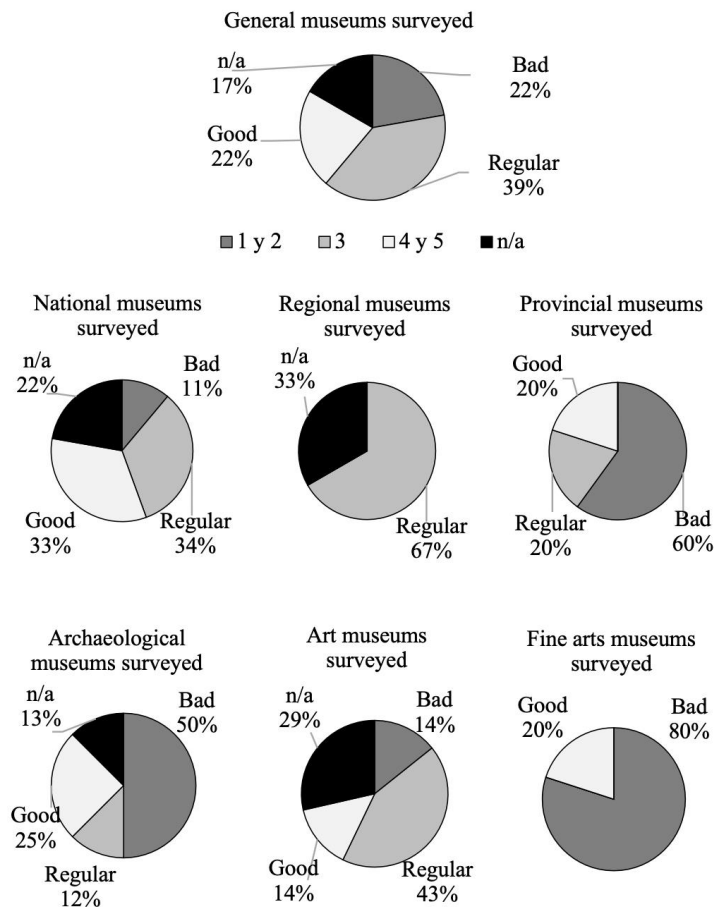 General museums surveyed
n/a
17%
Bad
22%
Good
22%
Regular
39%
1 y 2 3 4 y 5 n/a
National museums
surveyed
n/a
22%
Bad
11%
Good
33%
Regular
34%
Regional museums
surveyed
n/a
33%
Regular
67%
Provincial museums
surveyed
Good
20%
Regular
20%
Bad
60%
Archaeological
museums surveyed
n/a
13%
Bad
50%
Good
25%
Regular
12%
Art museums
surveyed
n/a
29%
Bad
14%
Good
14%
Regular
43%
Fine arts museums
surveyed
Good
20%
Bad
80%